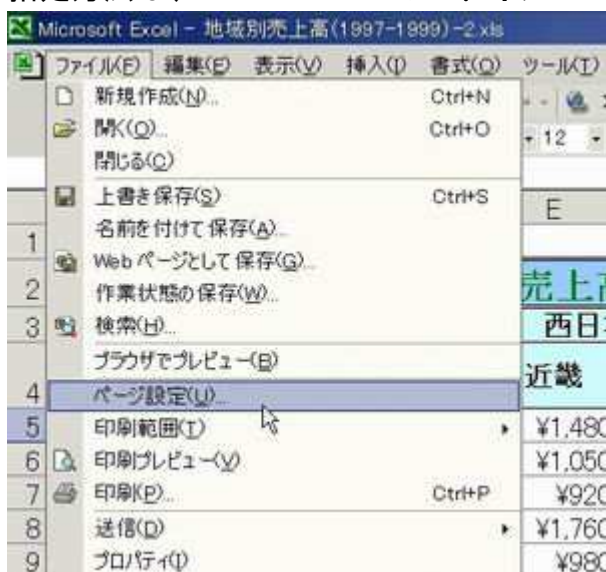 Microsoft Excel - 地域別売上高(1997-1999)-2.xls
ファイル(F) 編集(E) 表示(V) 挿入(I) 書式(O) ツール(T)
新規作成(N)... Ctrl+N
開く(O)... Ctrl+O
12
閉じる(C)
上書き保存(S) Ctrl+S
E
名前を付けて保存(A)...
1
Web ページとして保存(G)...
作業状態の保存(W)...
2
売上
検索(H)...
3
西日
ブラウザでプレビュー(B)
近畿
4
ページ設定(U)...
5
印刷範囲(T)
¥1,480
6
印刷プレビュー(V)
¥1,050
7
印刷(P)... Ctrl+P
¥920
8
送信(D)
¥1,760
9
プロパティ(I)
¥980